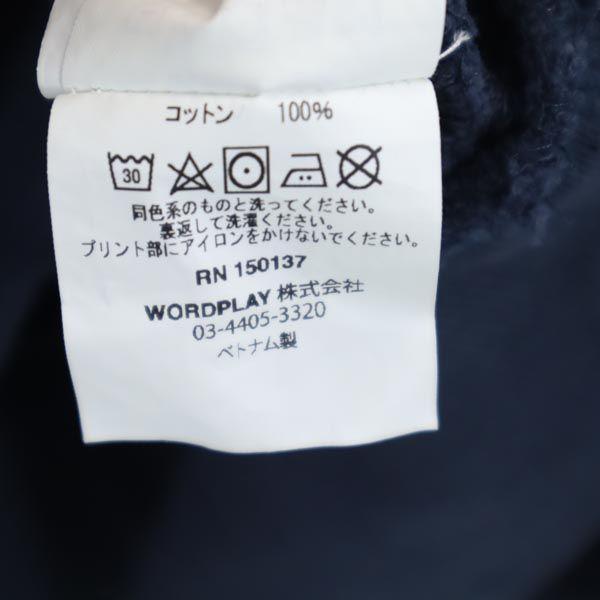 コットン 100%
30
同色系のものと洗ってください。
裏返して洗濯ください。
プリント部にアイロンをかけないでください。
RN 150137
WORDPLAY 株式会社
03-4405-3320
ベトナム製